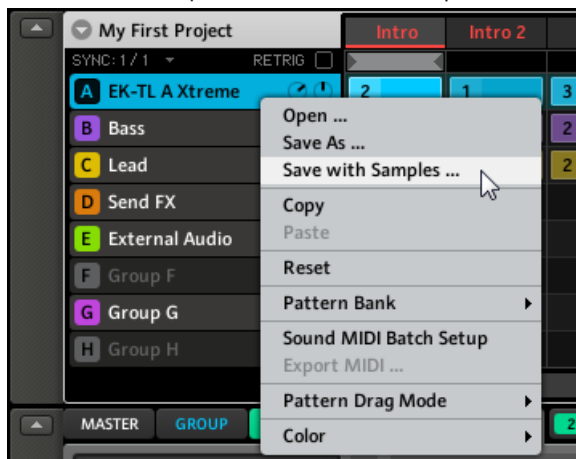 My First Project
Intro
Intro 2
SYNC: 1 / 1
RETRIG
A EK-TL A Xtreme
2
1
3
B Bass
2
C Lead
2
D Send FX
E External Audio
F Group F
G Group G
H Group H
Open ...
Save As ...
Save with Samples ...
Copy
Paste
Reset
Pattern Bank
Sound MIDI Batch Setup
Export MIDI ...
Pattern Drag Mode
Color
MASTER
GROUP
2